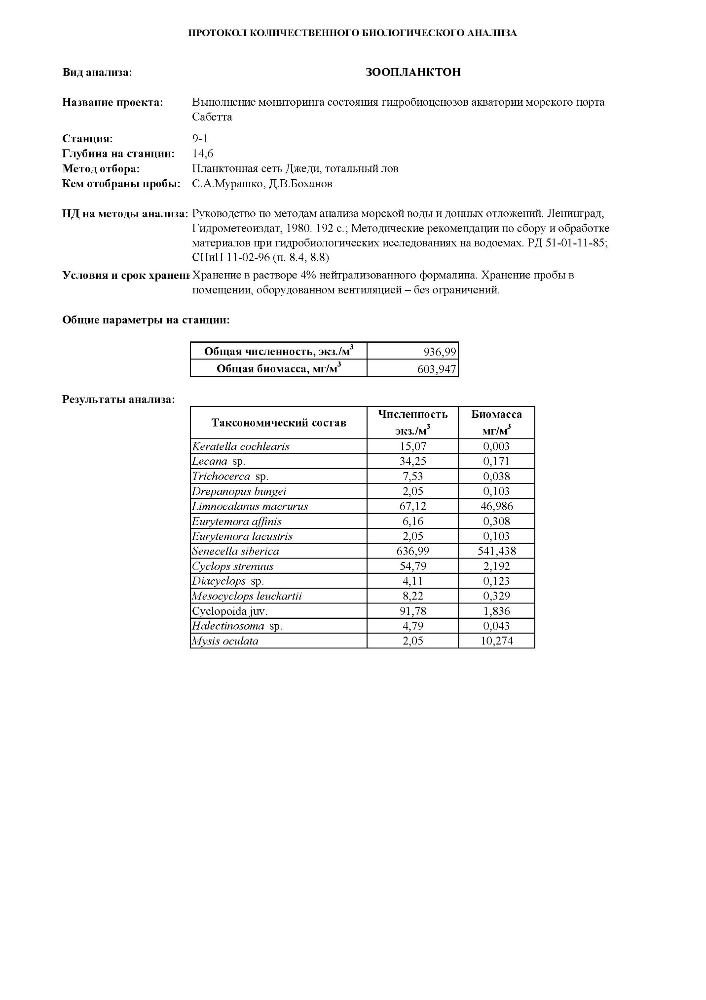 ПРОТОКОЛ КОЛИЧЕСТВЕННОГО БИОЛОГИЧЕСКОГО АНАЛИЗА
Вид анализа: ЗООПЛАНКТОН
Название проекта: Выполнение мониторинга состояния гидробиоценозов акватории морского порта
Сабетта
Станция: 9-1
Глубина на станции: 14,6
Метод отбора: Планктонная сеть Джеди, тотальный лов
Кем отобраны пробы: С.А.Мурашко, Д.В.Боханов
НД на методы анализа: Руководство по методам анализа морской воды и донных отложений. Ленинград,
Гидрометеоиздат, 1980. 192 с.; Методические рекомендации по сбору и обработке
материалов при гидробиологических исследованиях на водоемах. РД 51-01-11-85;
СНиП 11-02-96 (п. 8.4, 8.8)
Условия и срок хранени Хранение в растворе 4% нейтрализованного формалина. Хранение пробы в
помещении, оборудованном вентиляцией – без ограничений.
Общие параметры на станции:
Общая численность, экз./м³ 936,99
Общая биомасса, мг/м³ 603,947
Результаты анализа:
Таксономический состав Численность экз./м³ Биомасса мг/м³
Keratella cochlearis 15,07 0,003
Lecana sp. 34,25 0,171
Trichocerca sp. 7,53 0,038
Drepanopus bungei 2,05 0,103
Limnocalanus macrurus 67,12 46,986
Eurytemora affinis 6,16 0,308
Eurytemora lacustris 2,05 0,103
Senecella siberica 636,99 541,438
Cyclops strenuus 54,79 2,192
Diacyclops sp. 4,11 0,123
Mesocyclops leuckartii 8,22 0,329
Cyclopoida juv. 91,78 1,836
Halectinosoma sp. 4,79 0,043
Mysis oculata 2,05 10,274